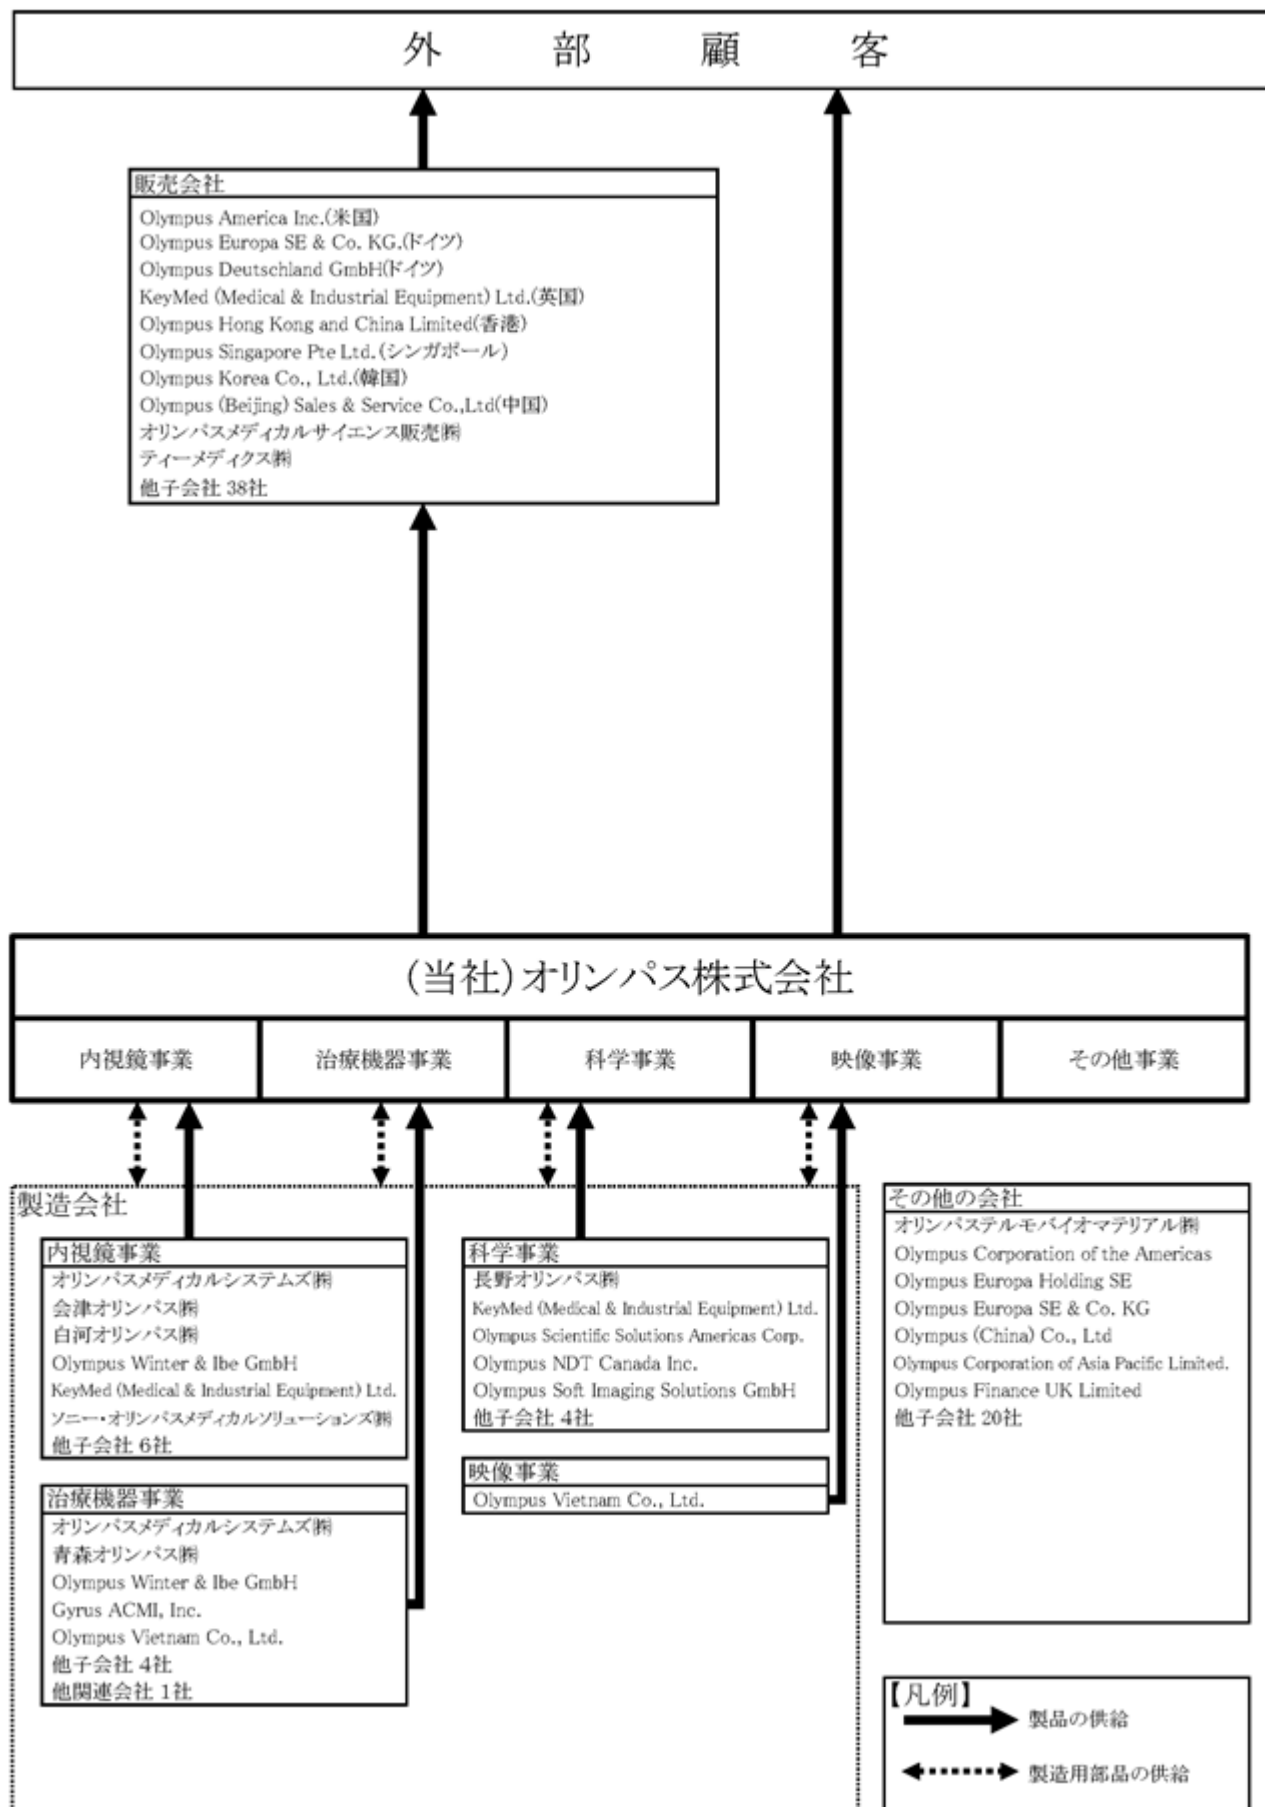 外部顧客
販売会社
Olympus America Inc.(米国)
Olympus Europa SE & Co. KG.(ドイツ)
Olympus Deutschland GmbH(ドイツ)
KeyMed (Medical & Industrial Equipment) Ltd.(英国)
Olympus Hong Kong and China Limited(香港)
Olympus Singapore Pte Ltd.(シンガポール)
Olympus Korea Co., Ltd.(韓国)
Olympus (Beijing) Sales & Service Co.,Ltd(中国)
オリンパスメディカルサイエンス販売㈱
ティーメディクス㈱
他子会社 38社
(当社)オリンパス株式会社
内視鏡事業
治療機器事業
科学事業
映像事業
その他事業
製造会社
内視鏡事業
オリンパスメディカルシステムズ㈱
会津オリンパス㈱
白河オリンパス㈱
Olympus Winter & Ibe GmbH
KeyMed (Medical & Industrial Equipment) Ltd.
ソニー・オリンパスメディカルソリューションズ㈱
他子会社 6社
治療機器事業
オリンパスメディカルシステムズ㈱
青森オリンパス㈱
Olympus Winter & Ibe GmbH
Gyrus ACMI, Inc.
Olympus Vietnam Co., Ltd.
他子会社 4社
他関連会社 1社
科学事業
長野オリンパス㈱
KeyMed (Medical & Industrial Equipment) Ltd.
Olympus Scientific Solutions Americas Corp.
Olympus NDT Canada Inc.
Olympus Soft Imaging Solutions GmbH
他子会社 4社
映像事業
Olympus Vietnam Co., Ltd.
その他の会社
オリンパステルモバイオマテリアル㈱
Olympus Corporation of the Americas
Olympus Europa Holding SE
Olympus Europa SE & Co. KG
Olympus (China) Co., Ltd
Olympus Corporation of Asia Pacific Limited.
Olympus Finance UK Limited
他子会社 20社
【凡例】
製品の供給
製造用部品の供給